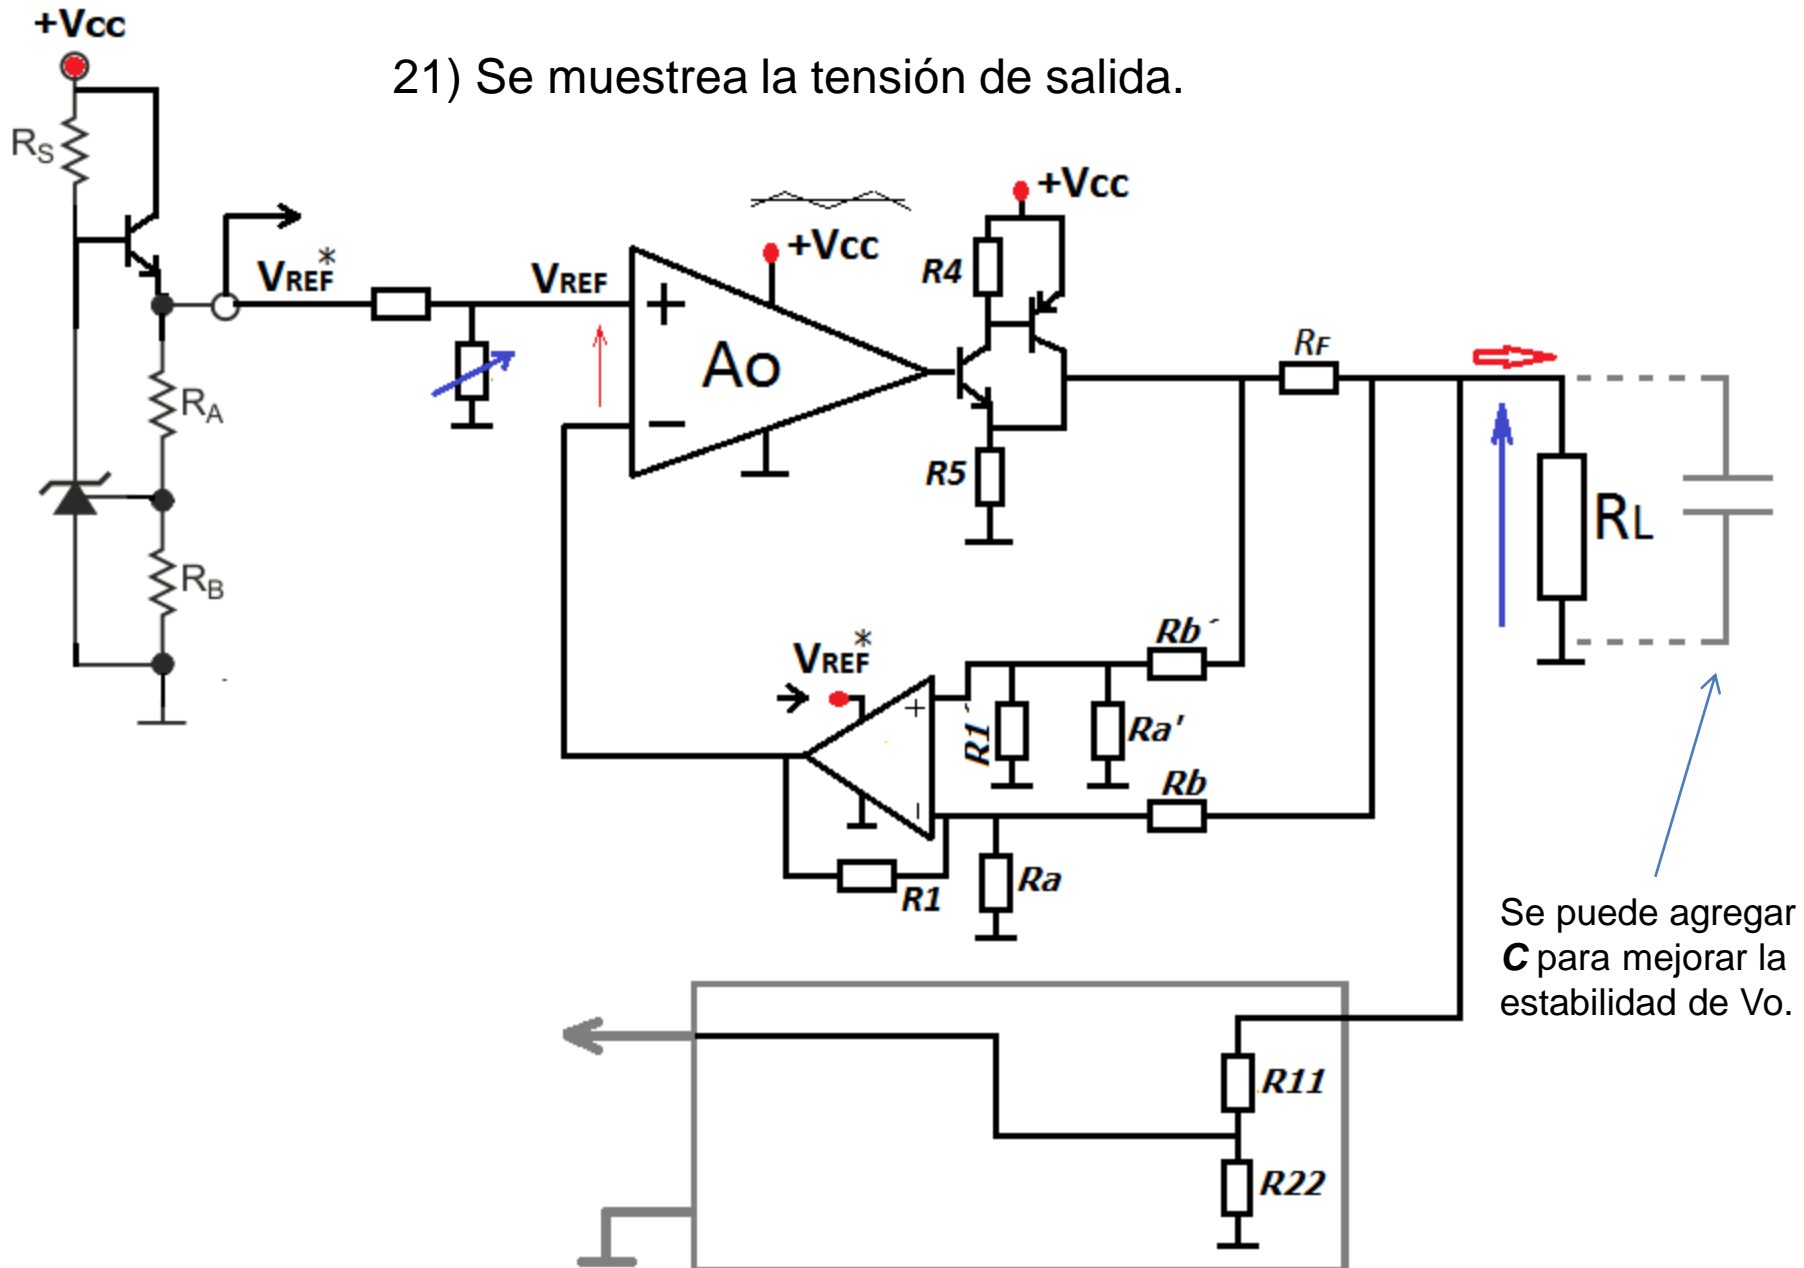 +Vcc
21) Se muestrea la tensión de salida.
RS
+Vcc
+Vcc
R4
VREF*
VREF
+
Ao
RF
RA
−
R5
RL
RB
Rb´
VREF*
+
R1´
Ra'
Rb
−
R1
Ra
Se puede agregar
C para mejorar la
estabilidad de Vo.
R11
R22